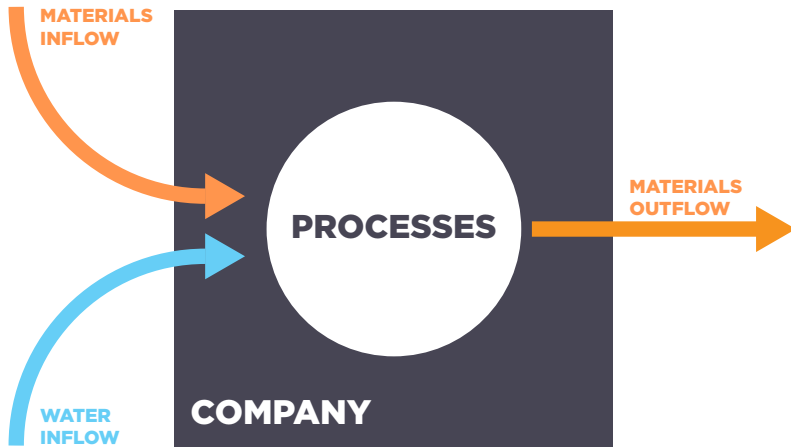 MATERIALS
INFLOW
MATERIALS
OUTFLOW
PROCESSES
COMPANY
WATER
INFLOW